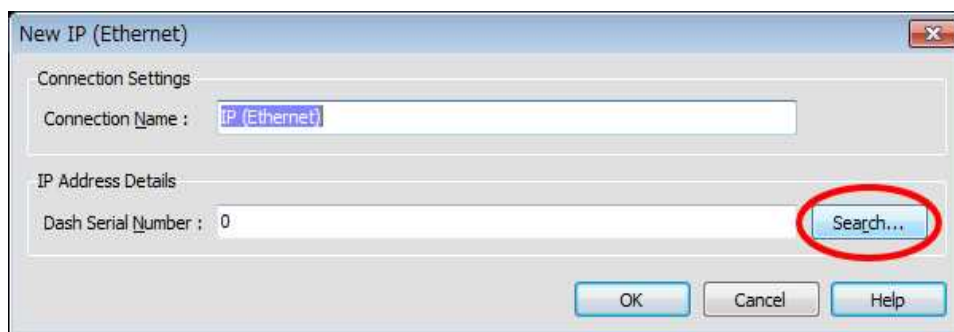 New IP (Ethernet)
Connection Settings
Connection Name : IP (Ethernet)
IP Address Details
Dash Serial Number : 0 Search...
OK Cancel Help